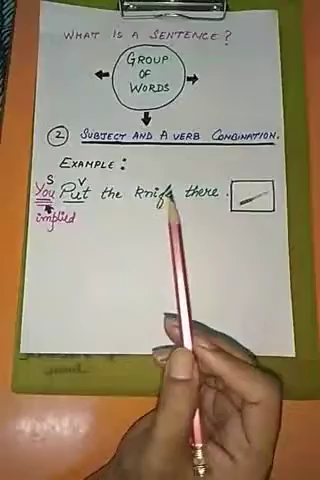 WHAT IS A SENTENCE?
GROUP
OF
WORDS
② SUBJECT AND A VERB COMBINATION.
EXAMPLE:
S V
You Put the knife there.
implied